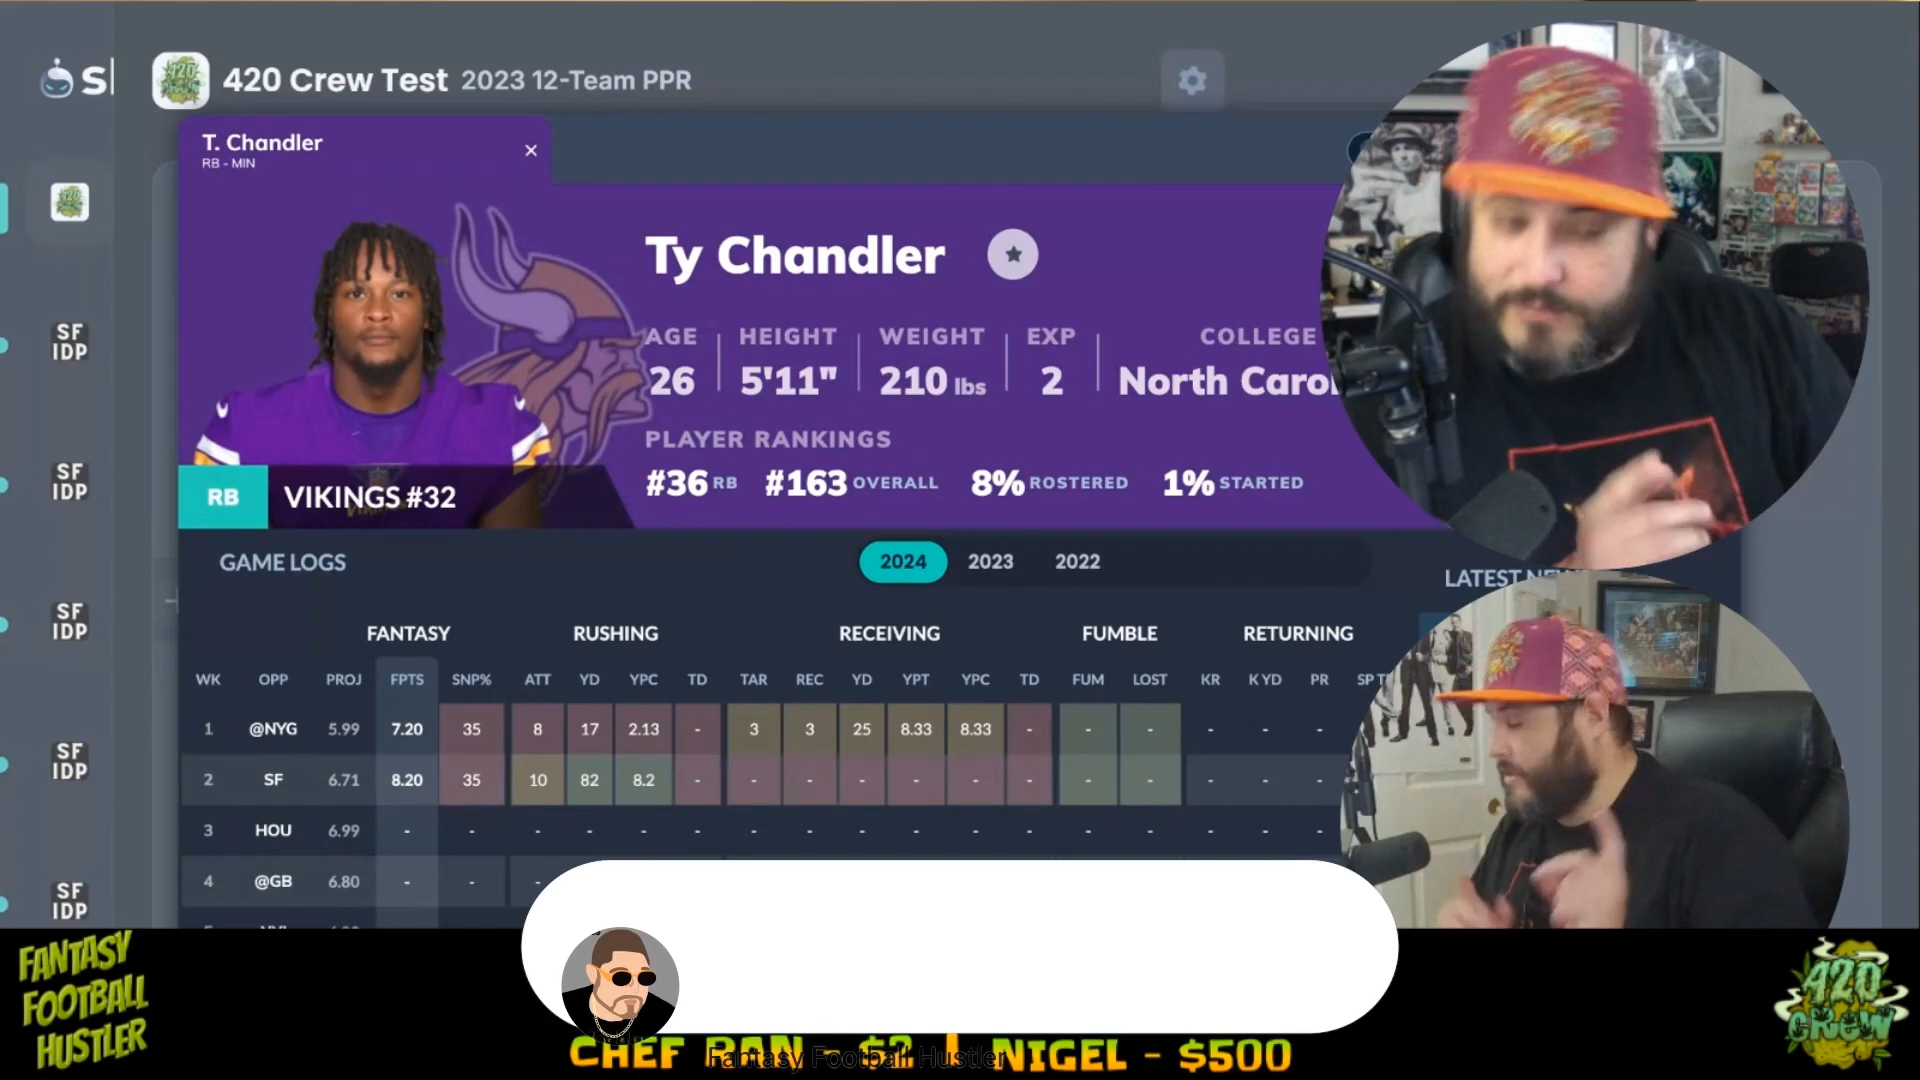 420 Crew Test 2023 12-Team PPR
T. Chandler
RB - MIN
Ty Chandler
AGE HEIGHT WEIGHT EXP COLLEGE
26 5'11" 210 lbs 2 North
PLAYER RANKINGS
#36 RB #163 OVERALL 8% ROSTERED 1% STARTED
RB VIKINGS #32
GAME LOGS 2024 2023 2022
LATEST
FANTASY RUSHING RECEIVING FUMBLE RETURNING
WK OPP PROJ FPTS SNP% ATT YD YPC TD TAR REC YD YPT YPC TD FUM LOST KR K YD PR
1 @NYG 5.99 7.20 35 8 17 2.13 - 3 3 25 8.33 8.33 - - - - - -
2 SF 6.71 8.20 35 10 82 8.2 - - - - - - - - - - - -
3 HOU 6.99 - - - - - - - - - - - - - - - - -
4 @GB 6.80 - - -
SF
IDP
SF
IDP
SF
IDP
SF
IDP
SF
IDP
FANTASY
FOOTBALL
HUSTLER
CHEF - $2 | NIGEL - $500
Fantasy Football Hustler
420
CREW